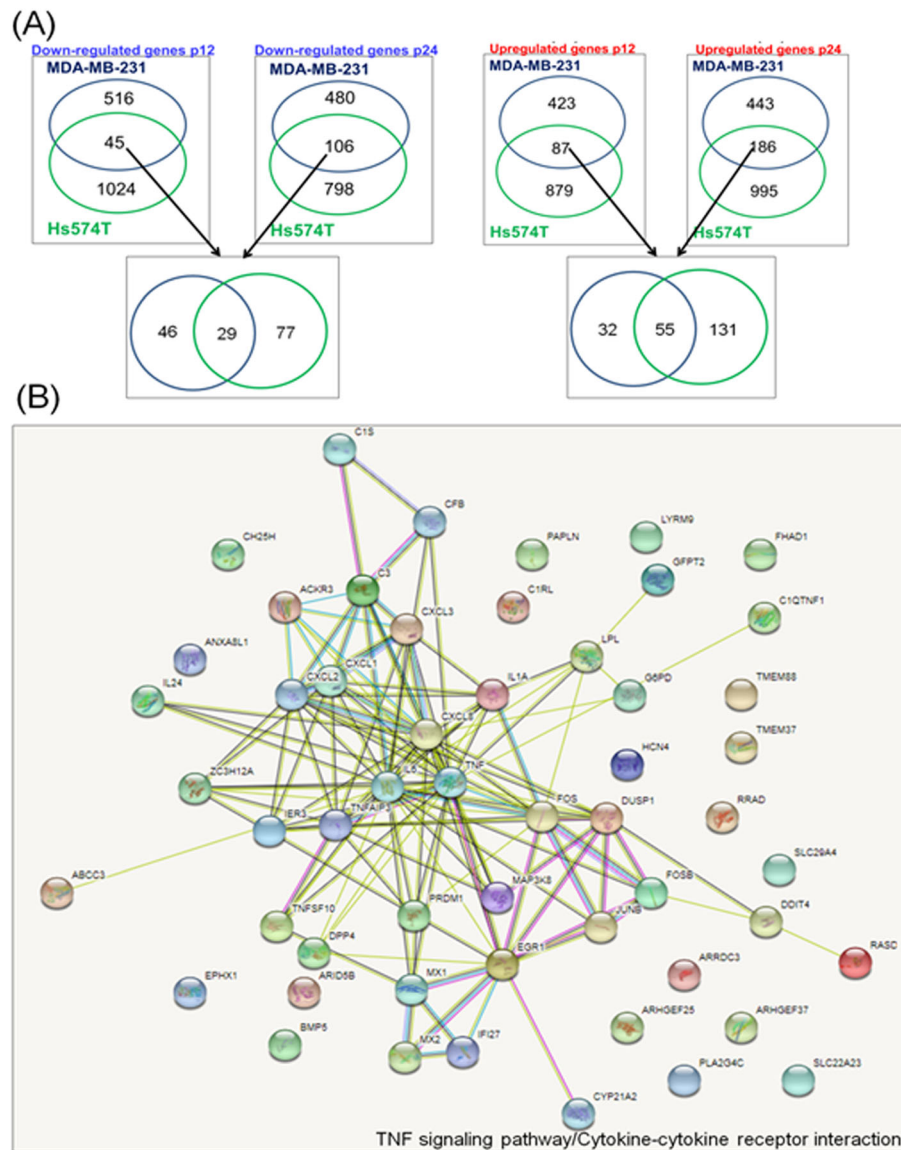 (A)
Down-regulated genes p12
MDA-MB-231
516
45
1024
Hs574T
Down-regulated genes p24
MDA-MB-231
480
106
798
Hs574T
Upregulated genes p12
MDA-MB-231
423
87
879
Hs574T
Upregulated genes p24
MDA-MB-231
443
186
995
Hs574T
46 29 77
32 55 131
(B)
C1S
CFB
CH25H
PAPLN
LYRM9
FHAD1
C3
GFPT2
ACKR3
CXCL3
C1RL
C1QTNF1
ANXA8L1
LPL
CXCL1
CXCL2
IL1A
G6PD
TMEM88
IL24
CXCL8
TMEM37
HCN4
IL6
TNF
ZC3H12A
IER3
TNFAIP3
FOS
DUSP1
RRAD
SLC29A4
ABCC3
MAP3K8
FOSB
TNFSF10
PRDM1
JUNB
DDIT4
DPP4
EGR1
RASD
ARRDC3
EPHX1
ARID5B
MX1
ARHGEF25
ARHGEF37
BMP5
MX2
IFI27
PLA2G4C
SLC22A23
CYP21A2
TNF signaling pathway/Cytokine-cytokine receptor interaction